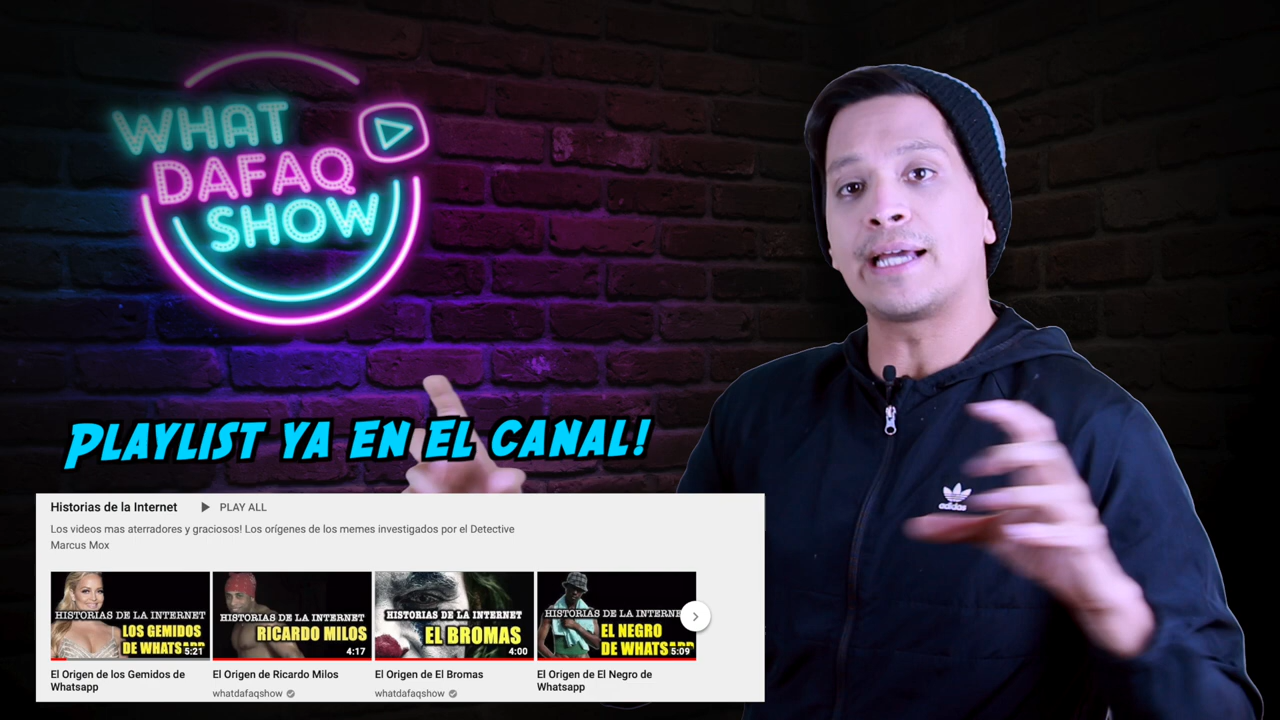 WHAT
DAFAQ
SHOW
PLAYLIST YA EN EL CANAL!
Historias de la Internet PLAY ALL
Los videos mas aterradores y graciosos! Los orígenes de los memes investigados por el Detective
Marcus Mox
HISTORIAS DE LA INTERNET
LOS GEMIDOS
DE WHATSAPP 5:21
HISTORIAS DE LA INTERNET
RICARDO MILOS
4:17
HISTORIAS DE LA INTERNET
EL BROMAS
4:00
HISTORIAS DE LA INTERNET
EL NEGRO
DE WHATSAPP 5:09
El Origen de los Gemidos de
Whatsapp
El Origen de Ricardo Milos
whatdafaqshow
El Origen de El Bromas
whatdafaqshow
El Origen de El Negro de
Whatsapp
adidas